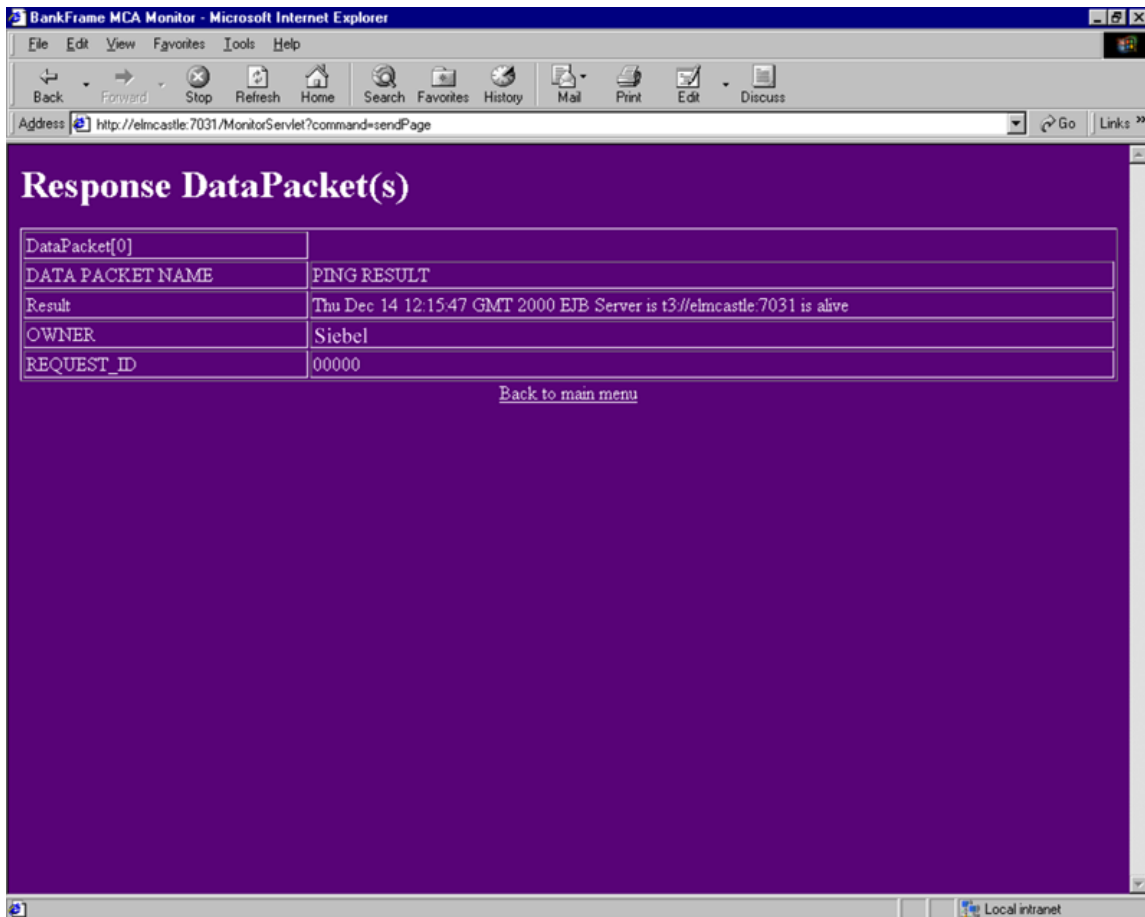 BankFrame MCA Monitor - Microsoft Internet Explorer
File Edit View Favorites Tools Help
Back Forward Stop Refresh Home Search Favorites History Mail Print Edit Discuss
Address http://elmcastle:7031/MonitorServlet?command=sendPage Go Links »
Response DataPacket(s)
DataPacket[0]
DATA PACKET NAME PING RESULT
Result Thu Dec 14 12:15:47 GMT 2000 EJB Server is t3://elmcastle:7031 is alive
OWNER Siebel
REQUEST_ID 00000
Back to main menu
Local intranet